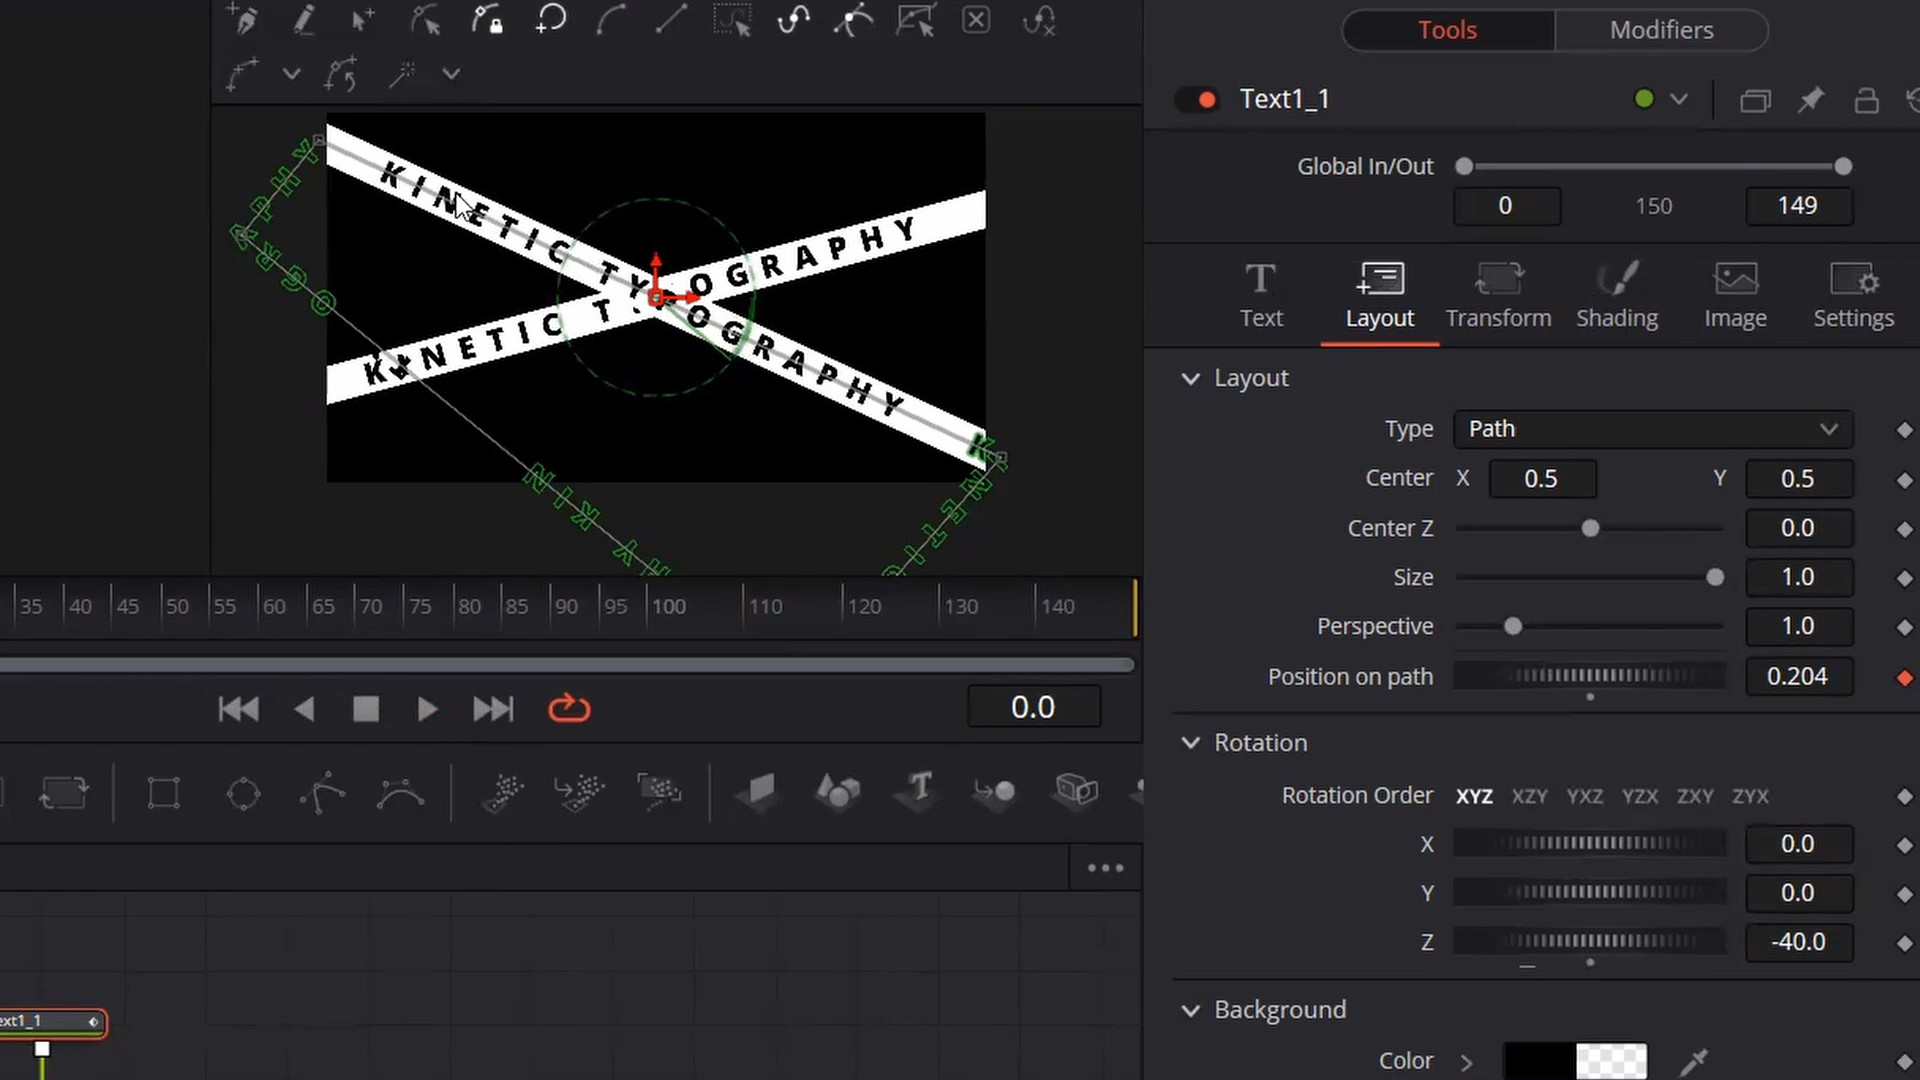 Tools Modifiers
Text1_1
Global In/Out
0 150 149
Text Layout Transform Shading Image Settings
Layout
Type Path
Center X 0.5 Y 0.5
Center Z 0.0
Size 1.0
Perspective 1.0
Position on path 0.204
Rotation
Rotation Order XYZ XZY YXZ YZX ZXY ZYX
X 0.0
Y 0.0
Z -40.0
Background
Color
KINETIC TYPOGRAPHY
KINETIC T OGRAPHY
35 40 45 50 55 60 65 70 75 80 85 90 95 100 110 120 130 140
0.0
ext1_1